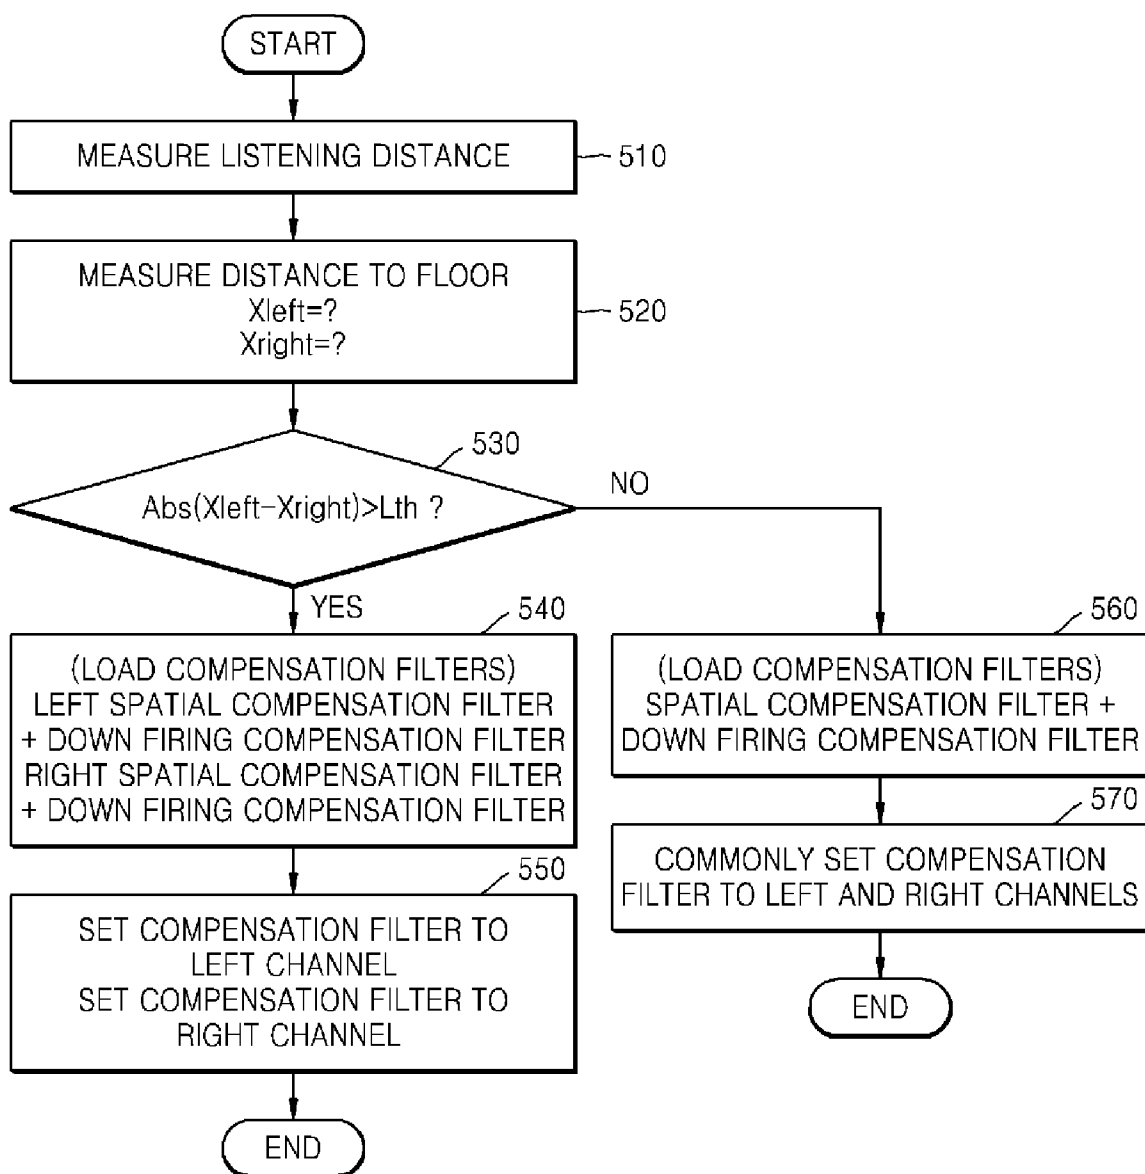 START
MEASURE LISTENING DISTANCE
510
MEASURE DISTANCE TO FLOOR
Xleft=?
Xright=?
520
530
Abs(Xleft-Xright)>Lth ?
NO
YES
540
(LOAD COMPENSATION FILTERS)
LEFT SPATIAL COMPENSATION FILTER
+ DOWN FIRING COMPENSATION FILTER
RIGHT SPATIAL COMPENSATION FILTER
+ DOWN FIRING COMPENSATION FILTER
550
SET COMPENSATION FILTER TO
LEFT CHANNEL
SET COMPENSATION FILTER TO
RIGHT CHANNEL
END
560
(LOAD COMPENSATION FILTERS)
SPATIAL COMPENSATION FILTER +
DOWN FIRING COMPENSATION FILTER
570
COMMONLY SET COMPENSATION
FILTER TO LEFT AND RIGHT CHANNELS
END